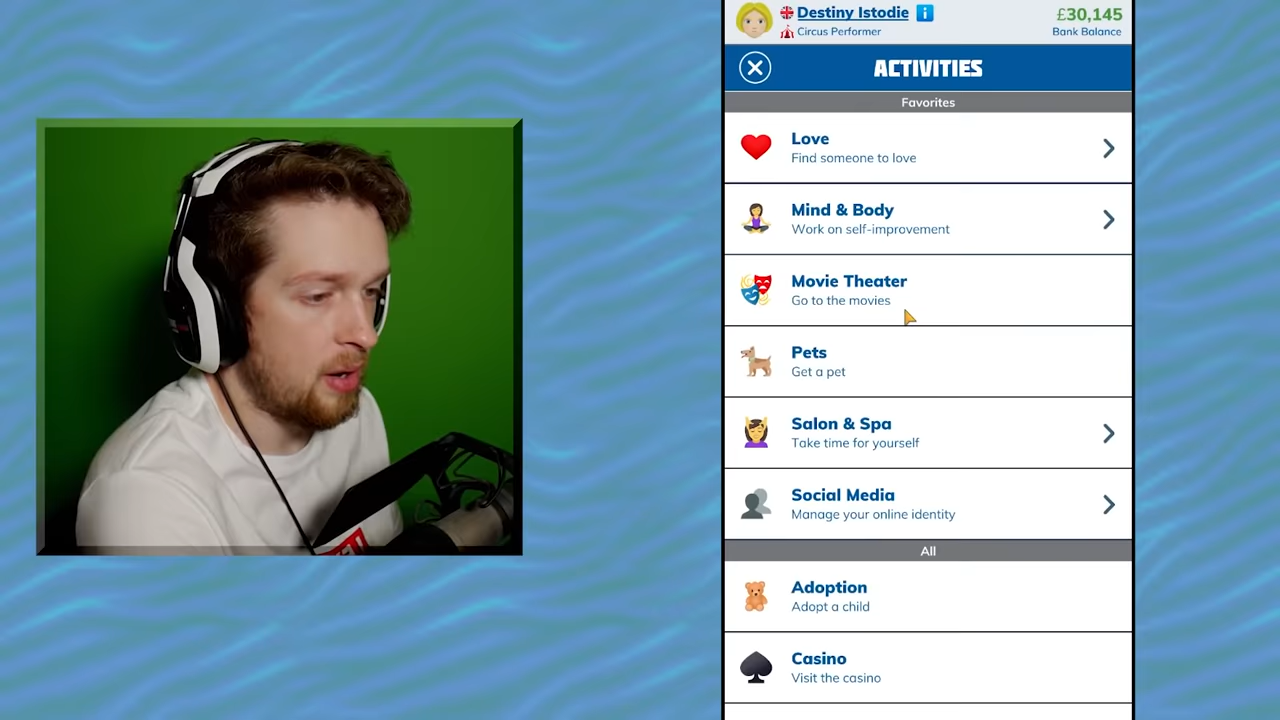 Destiny Istodie
£30,145
Circus Performer
Bank Balance
ACTIVITIES
Favorites
Love
Find someone to love
Mind & Body
Work on self-improvement
Movie Theater
Go to the movies
Pets
Get a pet
Salon & Spa
Take time for yourself
Social Media
Manage your online identity
All
Adoption
Adopt a child
Casino
Visit the casino